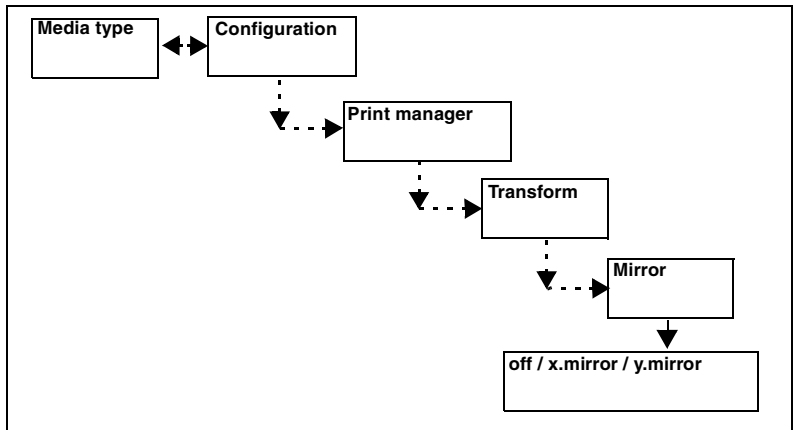 Media type
Configuration
Print manager
Transform
Mirror
off / x.mirror / y.mirror